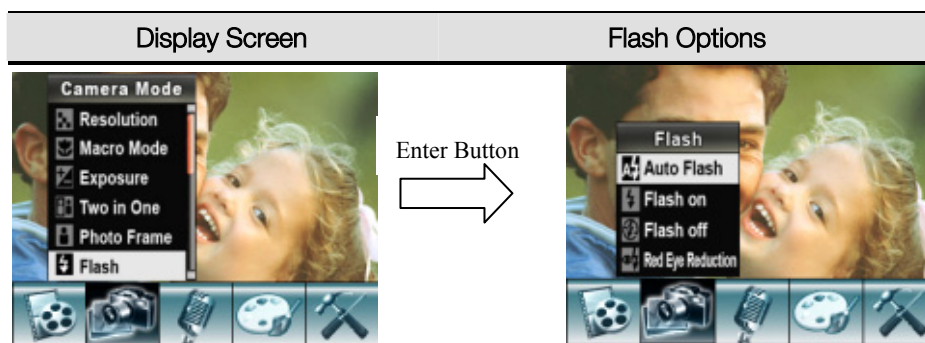 Display Screen
Flash Options
Camera Mode
Resolution
Macro Mode
Exposure
Two in One
Photo Frame
Flash
Enter Button
Flash
Auto Flash
Flash on
Flash off
Red Eye Reduction